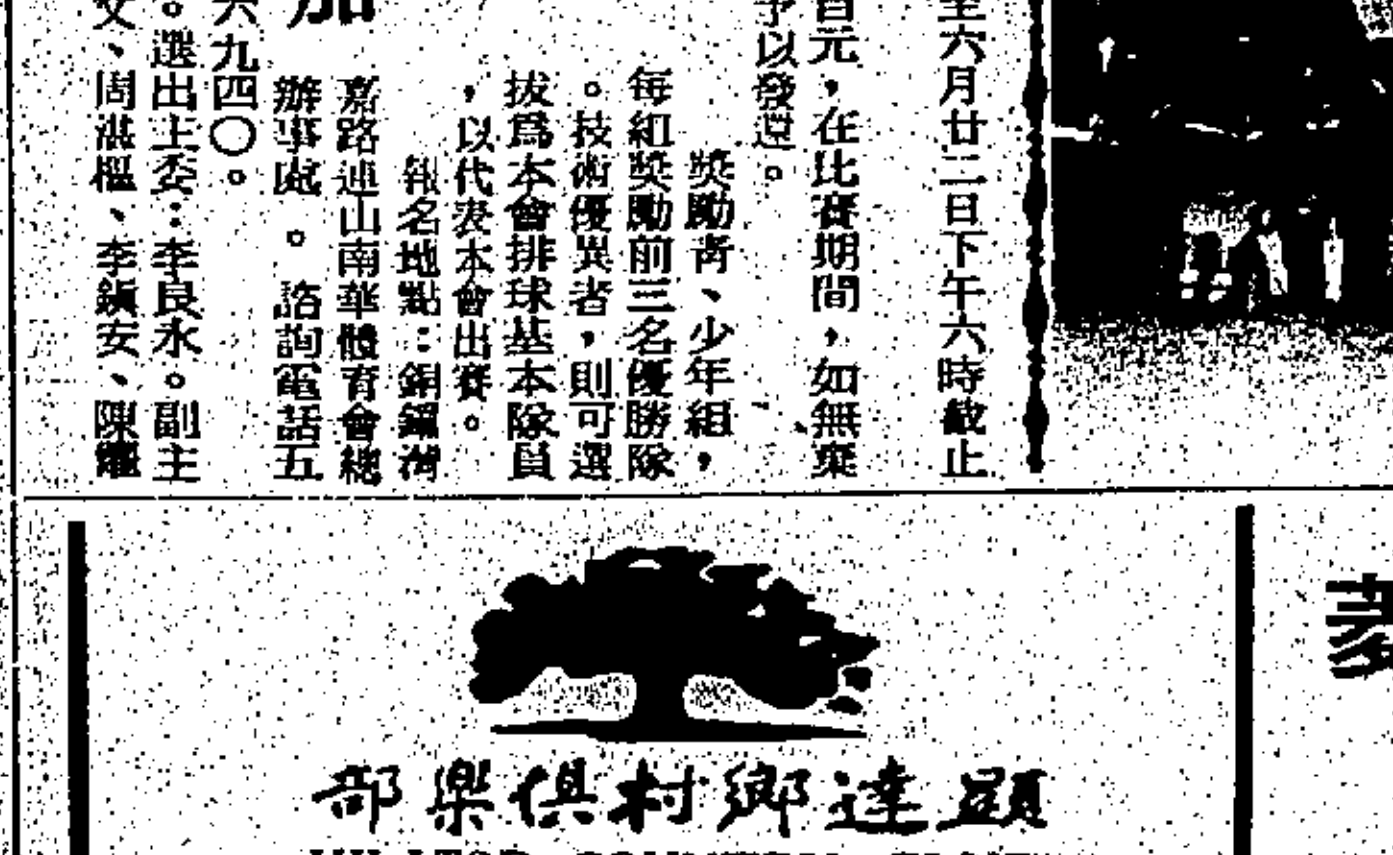 至六月廿二日下午六時截止
百元，在比賽期間，如無棄
予以發還。
獎勵靑、少年組，
每組獎勵前三名優勝隊
。技術優異者，則可選
拔爲本會排球基本隊員
，以代表本會出賽。
報名地點：銅鑼灣
嘉路連山南華體育會總
辦事處。諮詢電話五
六九四〇。
。選出主委：李良永。副主
文、周湛樞、李鎭安、陳
加
顯達鄉村俱樂部